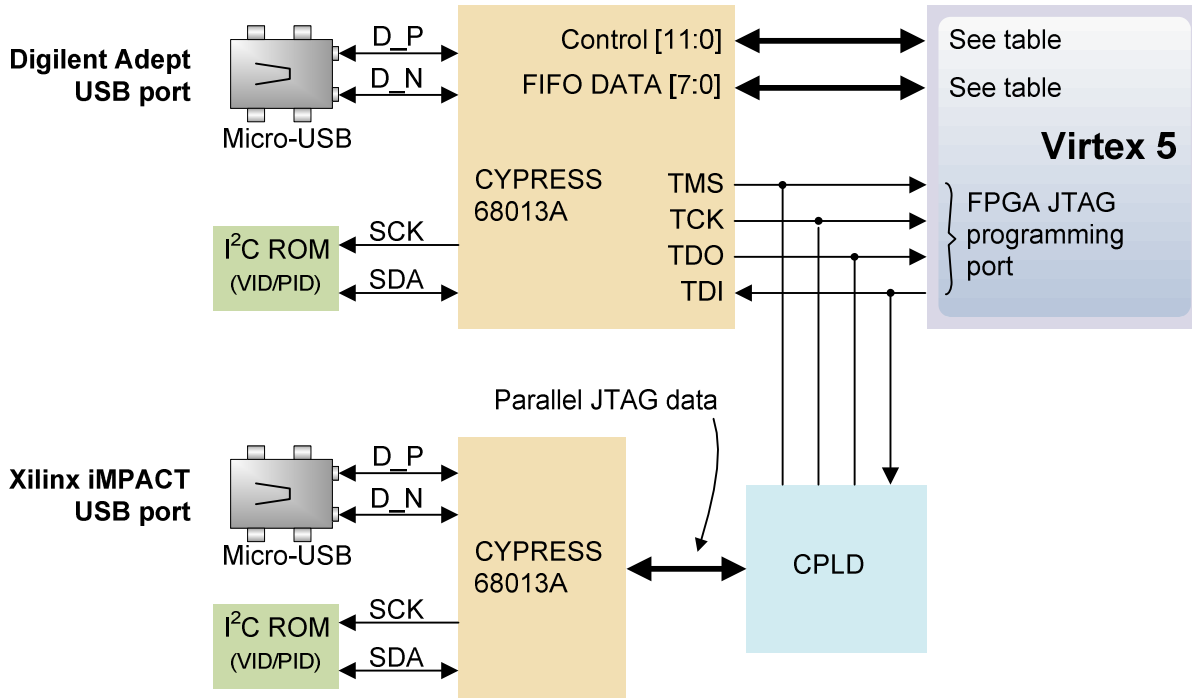 Digilent Adept
USB port
Micro-USB
D_P
D_N
I²C ROM
(VID/PID)
SCK
SDA
CYPRESS
68013A
Control [11:0]
FIFO DATA [7:0]
TMS
TCK
TDO
TDI
See table
See table
Virtex 5
FPGA JTAG
programming
port
Parallel JTAG data
Xilinx iMPACT
USB port
Micro-USB
D_P
D_N
I²C ROM
(VID/PID)
SCK
SDA
CYPRESS
68013A
CPLD